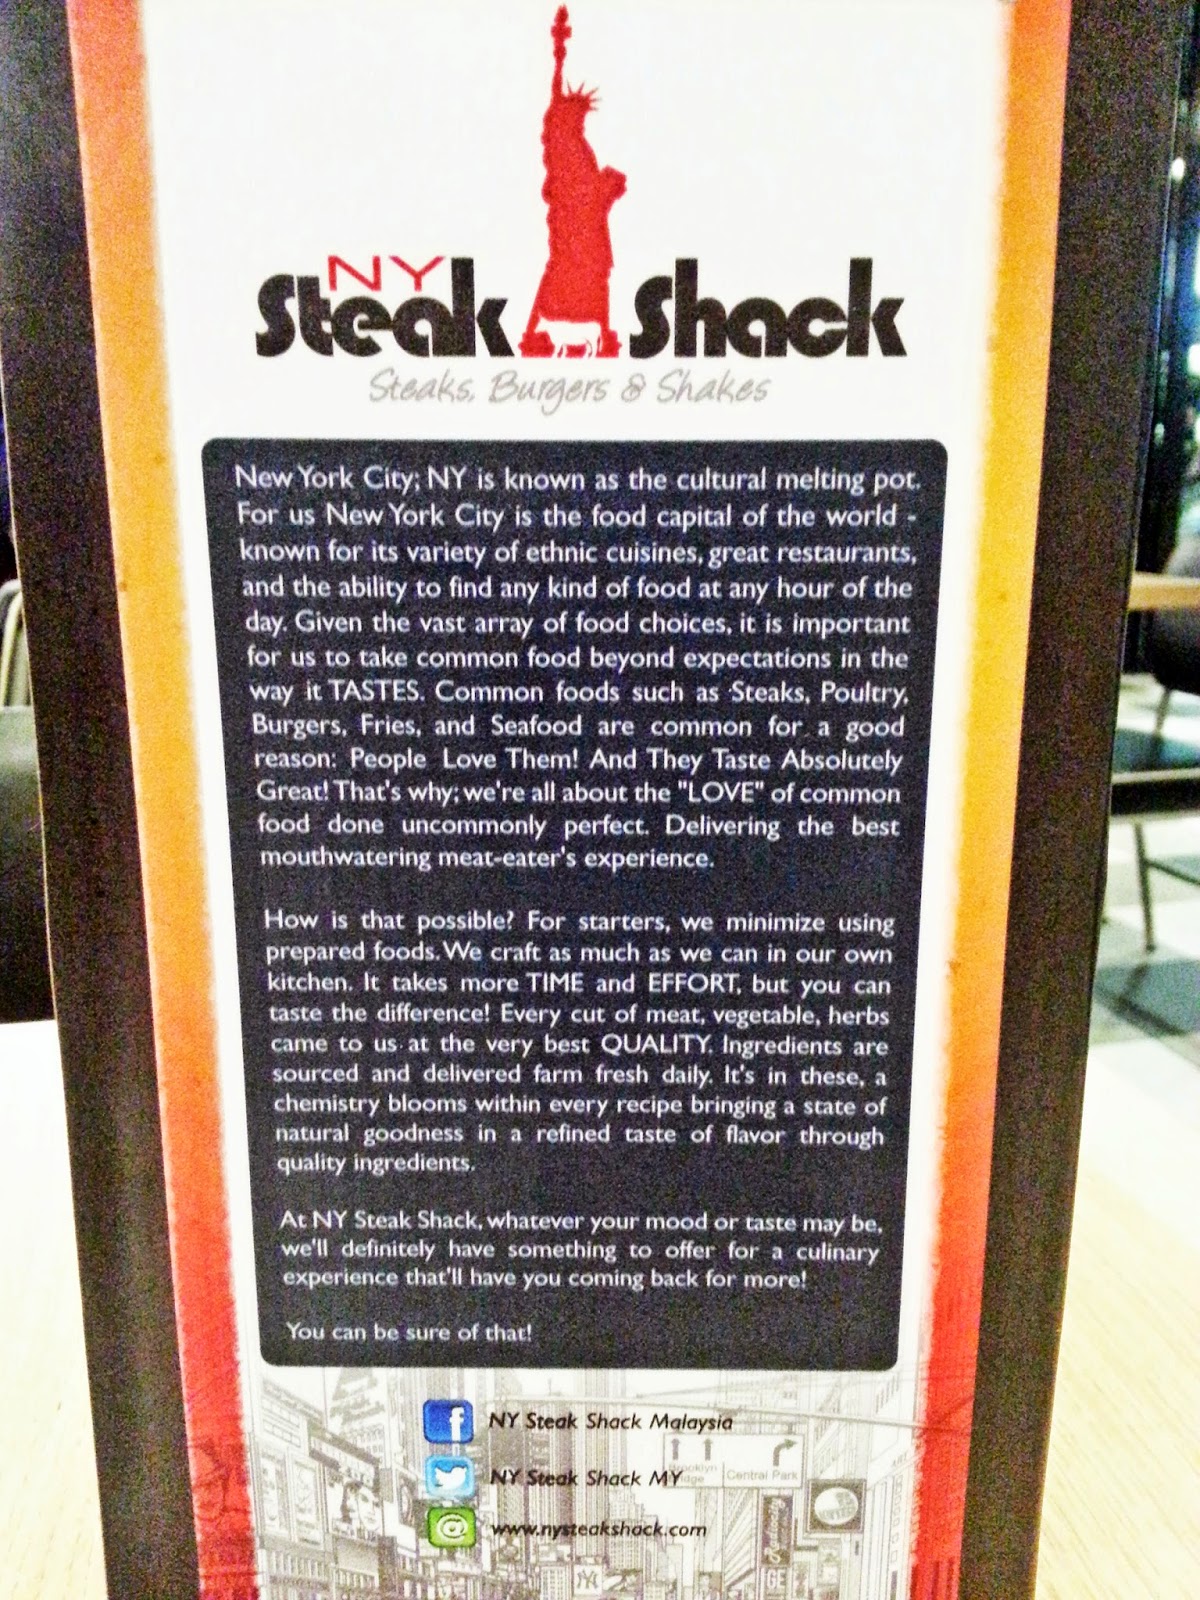 NY
Steak Shack
Steaks, Burgers & Shakes
New York City; NY is known as the cultural melting pot.
For us New York City is the food capital of the world -
known for its variety of ethnic cuisines, great restaurants,
and the ability to find any kind of food at any hour of the
day. Given the vast array of food choices, it is important
for us to take common food beyond expectations in the
way it TASTES. Common foods such as Steaks, Poultry,
Burgers, Fries, and Seafood are common for a good
reason: People Love Them! And They Taste Absolutely
Great! That's why; we're all about the "LOVE" of common
food done uncommonly perfect. Delivering the best
mouthwatering meat-eater's experience.
How is that possible? For starters, we minimize using
prepared foods. We craft as much as we can in our own
kitchen. It takes more TIME and EFFORT, but you can
taste the difference! Every cut of meat, vegetable, herbs
came to us at the very best QUALITY. Ingredients are
sourced and delivered farm fresh daily. It's in these, a
chemistry blooms within every recipe bringing a state of
natural goodness in a refined taste of flavor through
quality ingredients.
At NY Steak Shack, whatever your mood or taste may be,
we'll definitely have something to offer for a culinary
experience that'll have you coming back for more!
You can be sure of that!
NY Steak Shack Malaysia
NY Steak Shack MY
Brooklyn
Central Park
www.nysteakshack.com
GE
NY